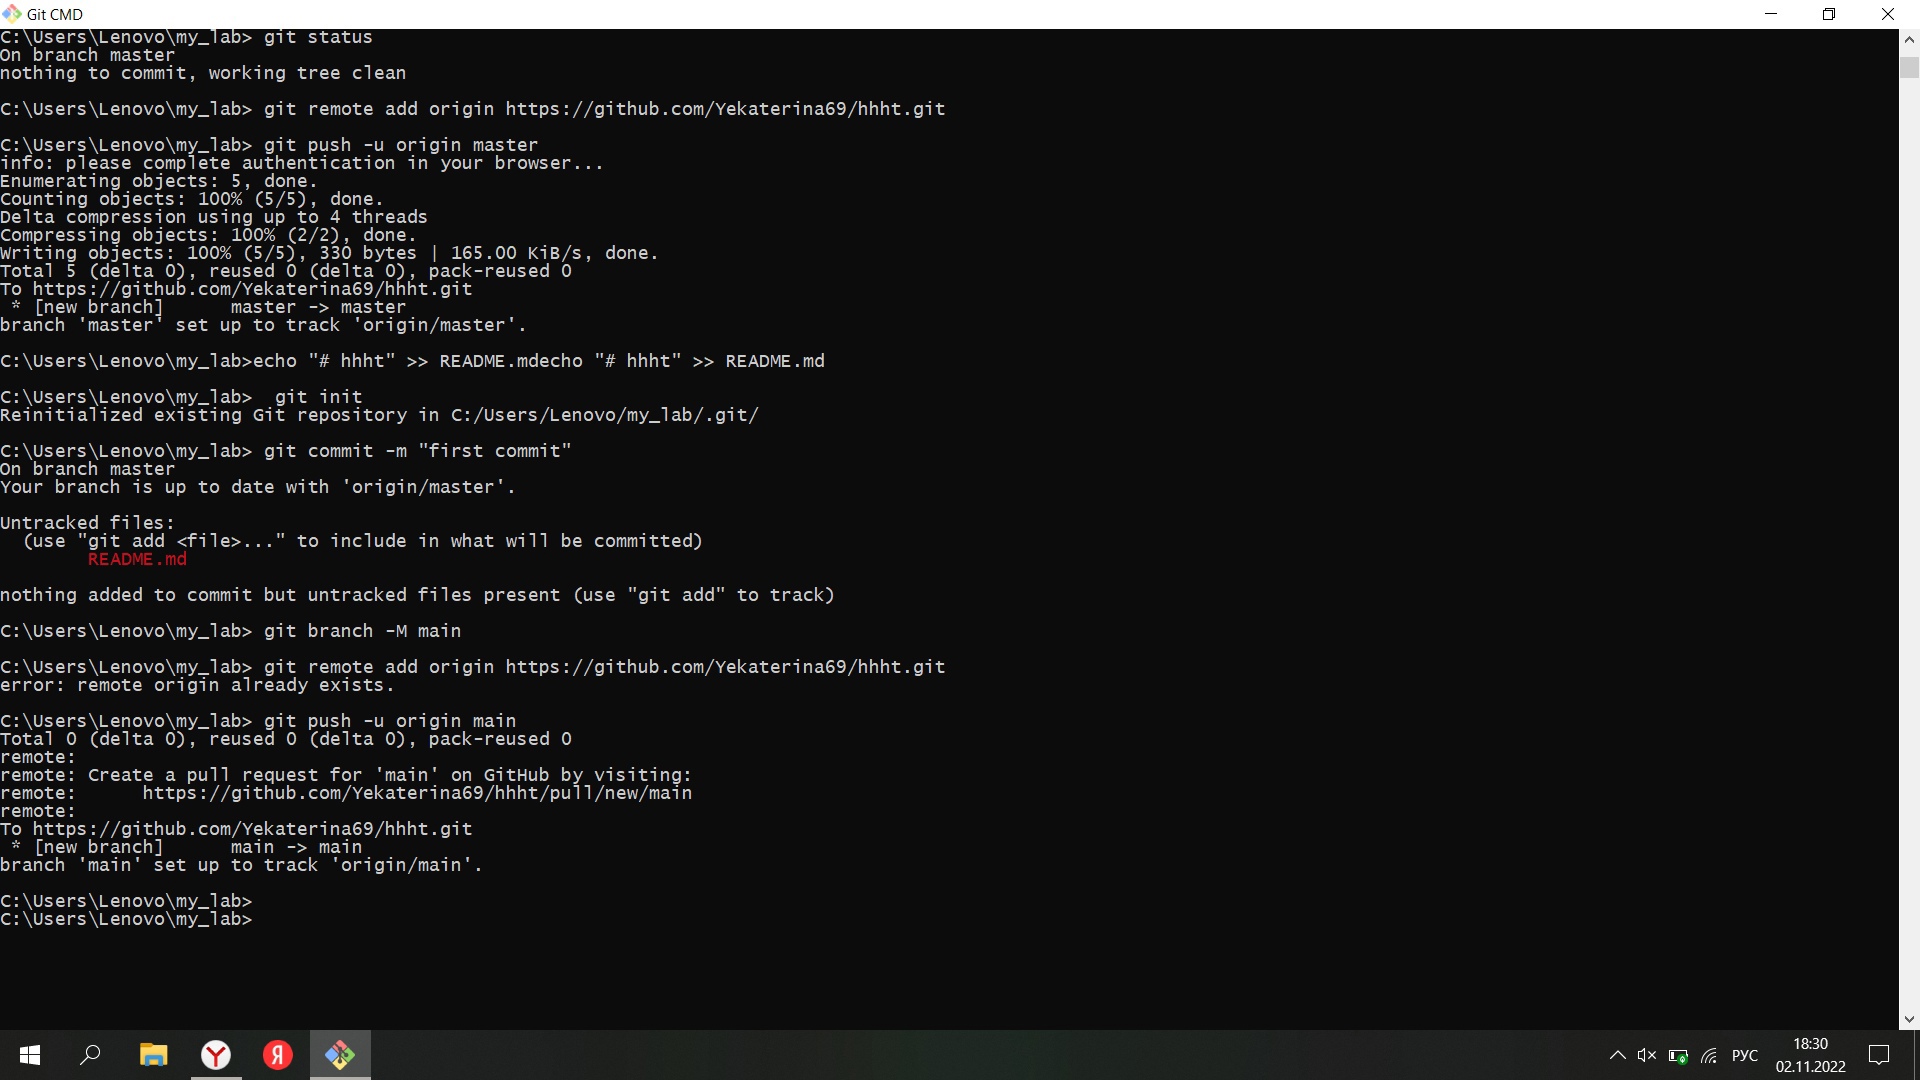 Git CMD
C:\Users\Lenovo\my_lab> git status
On branch master
nothing to commit, working tree clean
C:\Users\Lenovo\my_lab> git remote add origin https://github.com/Yekaterina69/hhht.git
C:\Users\Lenovo\my_lab> git push -u origin master
info: please complete authentication in your browser...
Enumerating objects: 5, done.
Counting objects: 100% (5/5), done.
Delta compression using up to 4 threads
Compressing objects: 100% (2/2), done.
Writing objects: 100% (5/5), 330 bytes | 165.00 KiB/s, done.
Total 5 (delta 0), reused 0 (delta 0), pack-reused 0
To https://github.com/Yekaterina69/hhht.git
 * [new branch]      master -> master
branch 'master' set up to track 'origin/master'.
C:\Users\Lenovo\my_lab>echo "# hhht" >> README.mdecho "# hhht" >> README.md
C:\Users\Lenovo\my_lab>  git init
Reinitialized existing Git repository in C:/Users/Lenovo/my_lab/.git/
C:\Users\Lenovo\my_lab> git commit -m "first commit"
On branch master
Your branch is up to date with 'origin/master'.
Untracked files:
  (use "git add <file>..." to include in what will be committed)
        README.md
nothing added to commit but untracked files present (use "git add" to track)
C:\Users\Lenovo\my_lab> git branch -M main
C:\Users\Lenovo\my_lab> git remote add origin https://github.com/Yekaterina69/hhht.git
error: remote origin already exists.
C:\Users\Lenovo\my_lab> git push -u origin main
Total 0 (delta 0), reused 0 (delta 0), pack-reused 0
remote:
remote: Create a pull request for 'main' on GitHub by visiting:
remote:      https://github.com/Yekaterina69/hhht/pull/new/main
remote:
To https://github.com/Yekaterina69/hhht.git
 * [new branch]      main -> main
branch 'main' set up to track 'origin/main'.
C:\Users\Lenovo\my_lab>
C:\Users\Lenovo\my_lab>
Я
РУС
18:30
02.11.2022